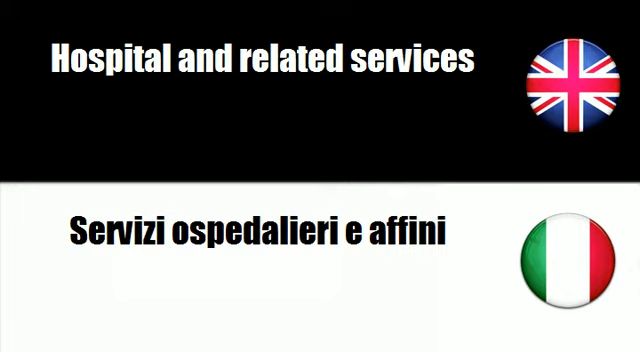 Hospital and related services
Servizi ospedalieri e affini